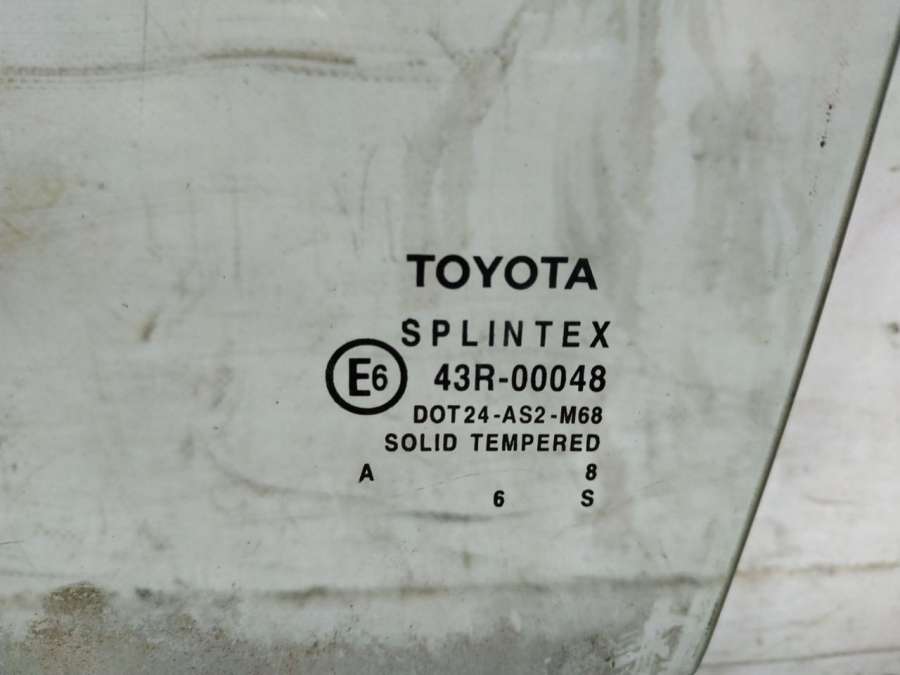 TOYOTA
SPLINTEX
E6 43R-00048
DOT24-AS2-M68
SOLID TEMPERED
A 8
6 S